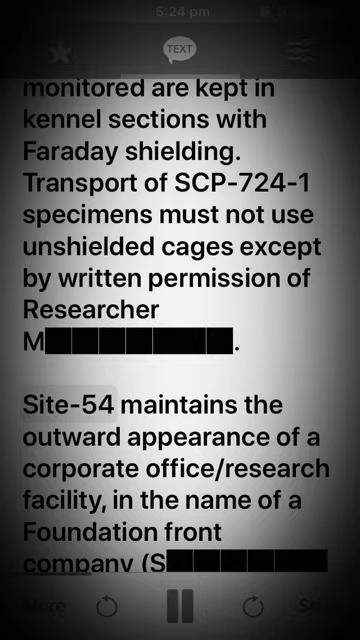 5:24 pm
TEXT
monitored are kept in
kennel sections with
Faraday shielding.
Transport of SCP-724-1
specimens must not use
unshielded cages except
by written permission of
Researcher
M████████.
Site-54 maintains the
outward appearance of a
corporate office/research
facility, in the name of a
Foundation front
company (S██████
More